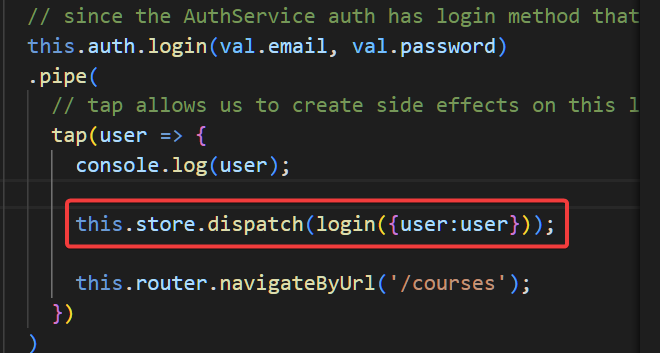 // since the AuthService auth has login method that
this.auth.login(val.email, val.password)
.pipe(
// tap allows us to create side effects on this
tap(user => {
console.log(user);
this.store.dispatch(login({user:user}));
this.router.navigateByUrl('/courses');
})
)